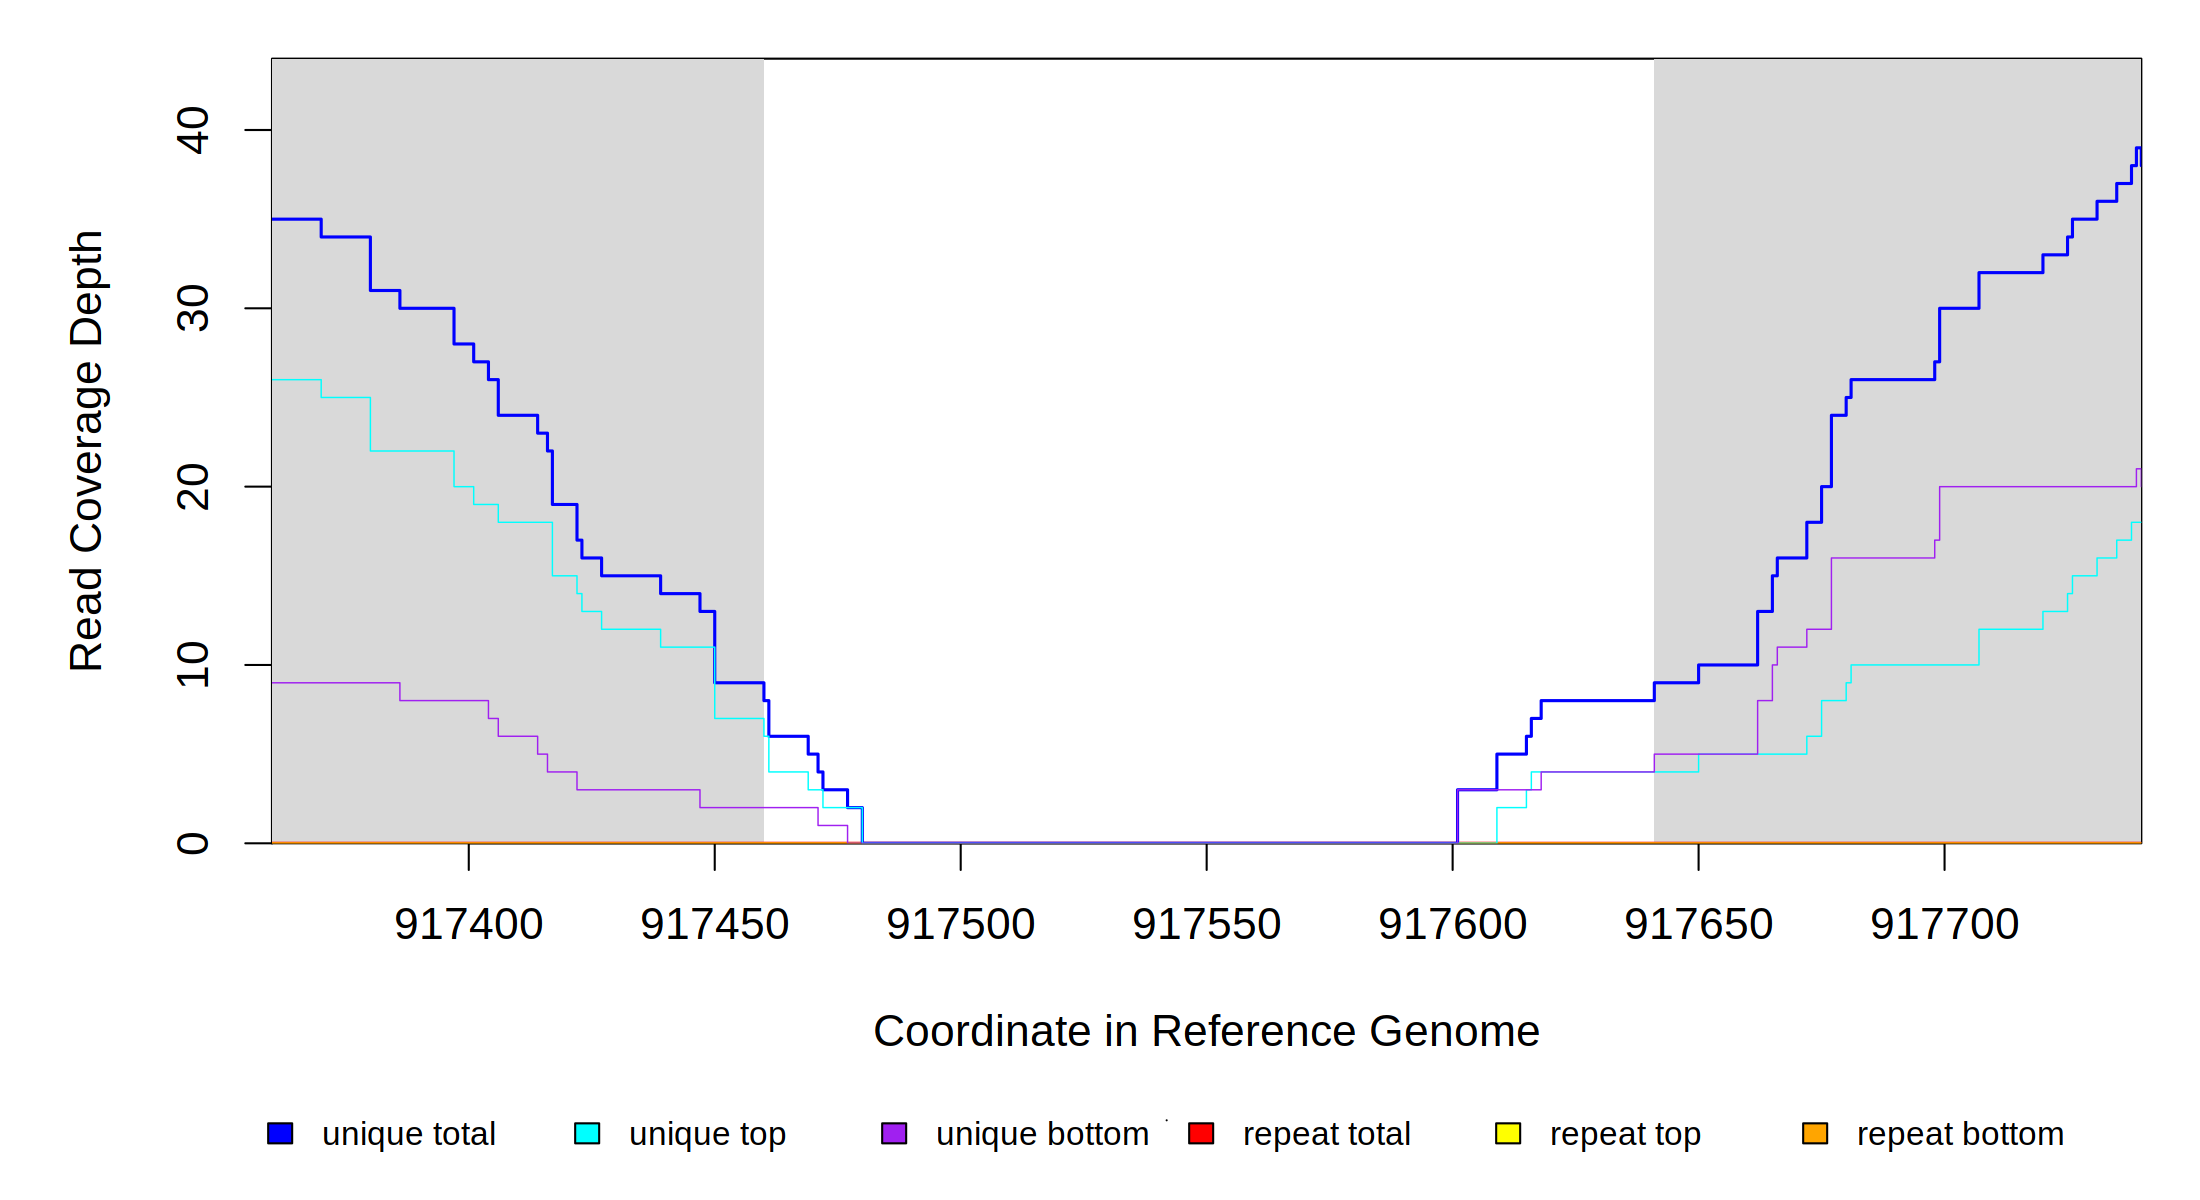 Read Coverage Depth
40
30
20
10
0
917400 917450 917500 917550 917600 917650 917700
Coordinate in Reference Genome
unique total unique top unique bottom repeat total repeat top repeat bottom